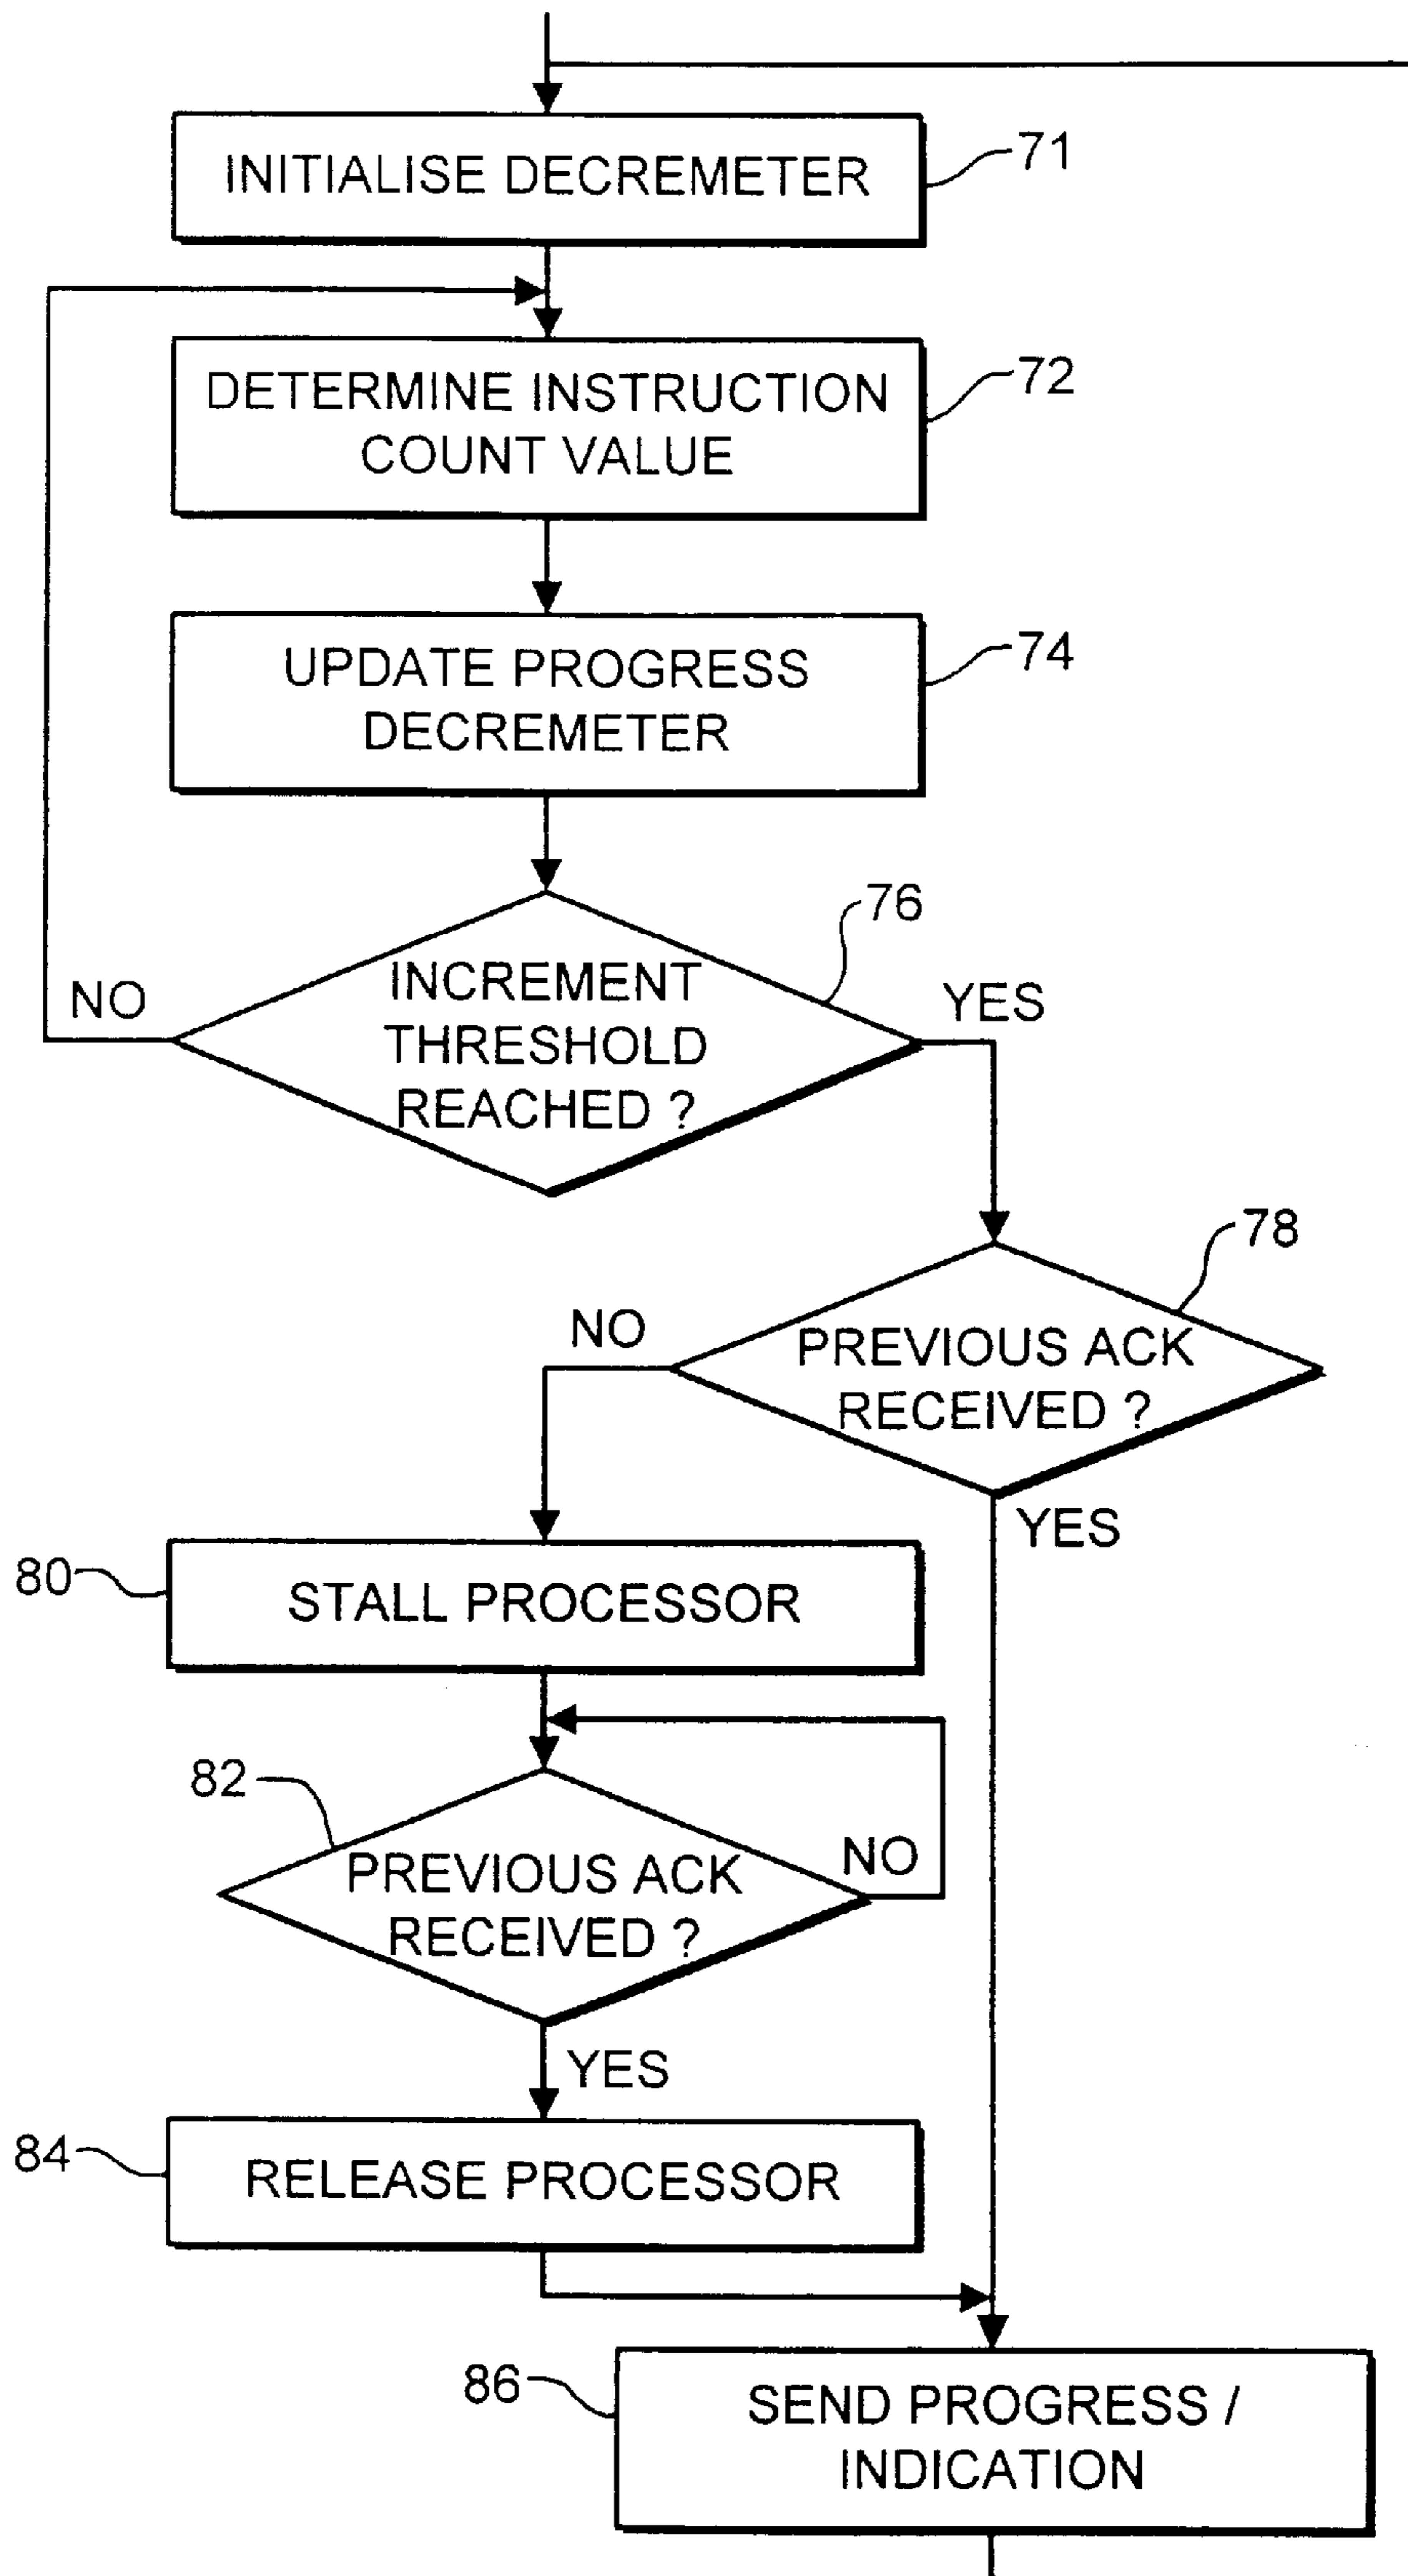 INITIALISE DECREMETER
71
DETERMINE INSTRUCTION
COUNT VALUE
72
UPDATE PROGRESS
DECREMETER
74
76
INCREMENT
THRESHOLD
REACHED ?
NO
YES
78
PREVIOUS ACK
RECEIVED ?
NO
YES
80
STALL PROCESSOR
82
PREVIOUS ACK
RECEIVED ?
NO
YES
84
RELEASE PROCESSOR
86
SEND PROGRESS /
INDICATION